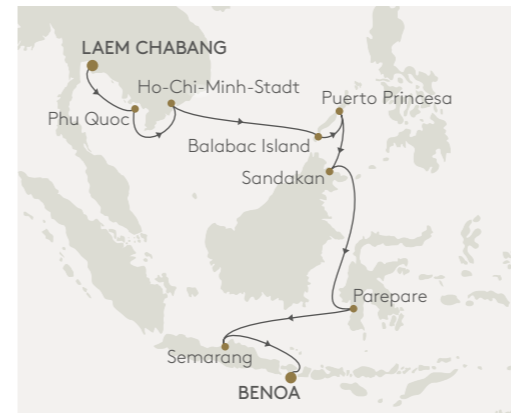 LAEM CHABANG
Ho-Chi-Minh-Stadt
Puerto Princesa
Phu Quoc
Balabac Island
Sandakan
Parepare
Semarang
BENOA